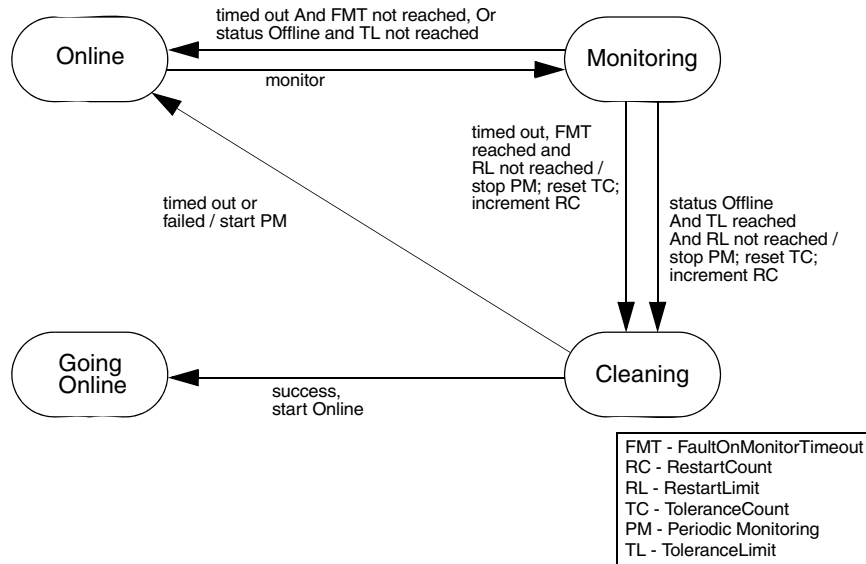 timed out And FMT not reached, Or
status Offline and TL not reached
Online
Monitoring
monitor
timed out, FMT
reached and
RL not reached /
stop PM; reset TC;
increment RC
timed out or
failed / start PM
status Offline
And TL reached
And RL not reached /
stop PM; reset TC;
increment RC
Going
Online
Cleaning
success,
start Online
FMT - FaultOnMonitorTimeout
RC - RestartCount
RL - RestartLimit
TC - ToleranceCount
PM - Periodic Monitoring
TL - ToleranceLimit